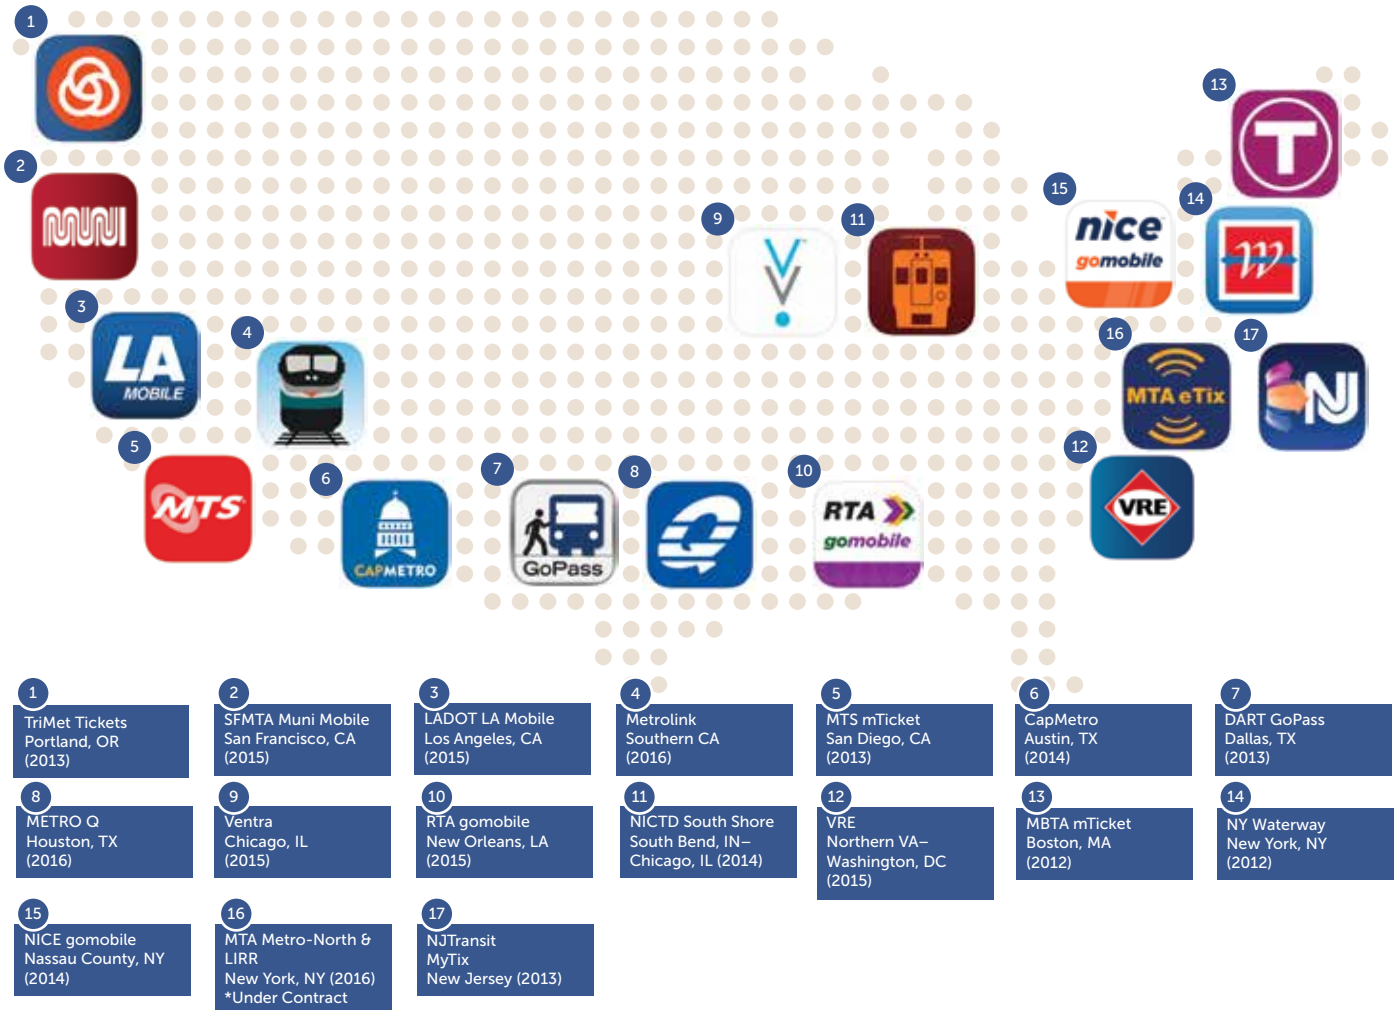 1
2
MUNI
3
LA
MOBILE
4
5
MTS
6
CAPMETRO
7
GoPass
8
9
10
RTA
gomobile
11
12
VRE
13
T
14
W
15
nice
gomobile
16
MTA eTix
17
NJ
1
TriMet Tickets
Portland, OR
(2013)
2
SFMTA Muni Mobile
San Francisco, CA
(2015)
3
LADOT LA Mobile
Los Angeles, CA
(2015)
4
Metrolink
Southern CA
(2016)
5
MTS mTicket
San Diego, CA
(2013)
6
CapMetro
Austin, TX
(2014)
7
DART GoPass
Dallas, TX
(2013)
8
METRO Q
Houston, TX
(2016)
9
Ventra
Chicago, IL
(2015)
10
RTA gomobile
New Orleans, LA
(2015)
11
NICTD South Shore
South Bend, IN–
Chicago, IL (2014)
12
VRE
Northern VA–
Washington, DC
(2015)
13
MBTA mTicket
Boston, MA
(2012)
14
NY Waterway
New York, NY
(2012)
15
NICE gomobile
Nassau County, NY
(2014)
16
MTA Metro-North &
LIRR
New York, NY (2016)
*Under Contract
17
NJTransit
MyTix
New Jersey (2013)